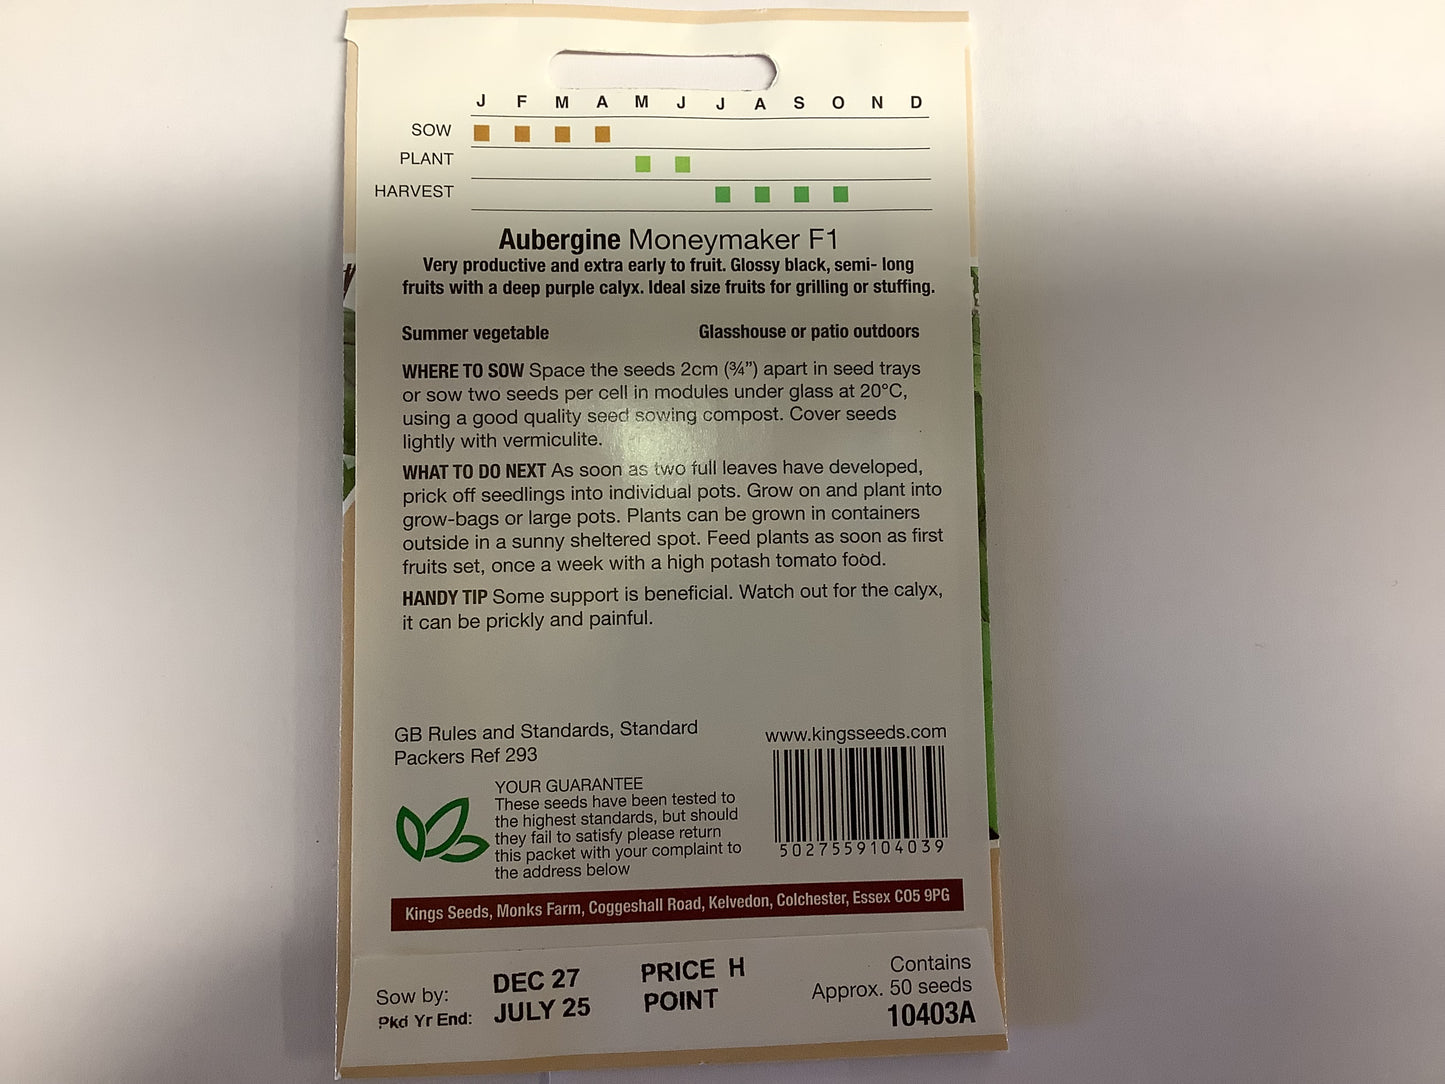 J F M A M J J A S O N D
SOW
PLANT
HARVEST
Aubergine Moneymaker F1
Very productive and extra early to fruit. Glossy black, semi- long
fruits with a deep purple calyx. Ideal size fruits for grilling or stuffing.
Summer vegetable Glasshouse or patio outdoors
WHERE TO SOW Space the seeds 2cm (¾”) apart in seed trays
or sow two seeds per cell in modules under glass at 20°C,
using a good quality seed sowing compost. Cover seeds
lightly with vermiculite.
WHAT TO DO NEXT As soon as two full leaves have developed,
prick off seedlings into individual pots. Grow on and plant into
grow-bags or large pots. Plants can be grown in containers
outside in a sunny sheltered spot. Feed plants as soon as first
fruits set, once a week with a high potash tomato food.
HANDY TIP Some support is beneficial. Watch out for the calyx,
it can be prickly and painful.
GB Rules and Standards, Standard
Packers Ref 293
www.kingsseeds.com
YOUR GUARANTEE
These seeds have been tested to
the highest standards, but should
they fail to satisfy please return
this packet with your complaint to
the address below
5027559104039
Kings Seeds, Monks Farm, Coggeshall Road, Kelvedon, Colchester, Essex CO5 9PG
Sow by: DEC 27 PRICE H
Pkd Yr End: JULY 25 POINT
Contains
Approx. 50 seeds
10403A